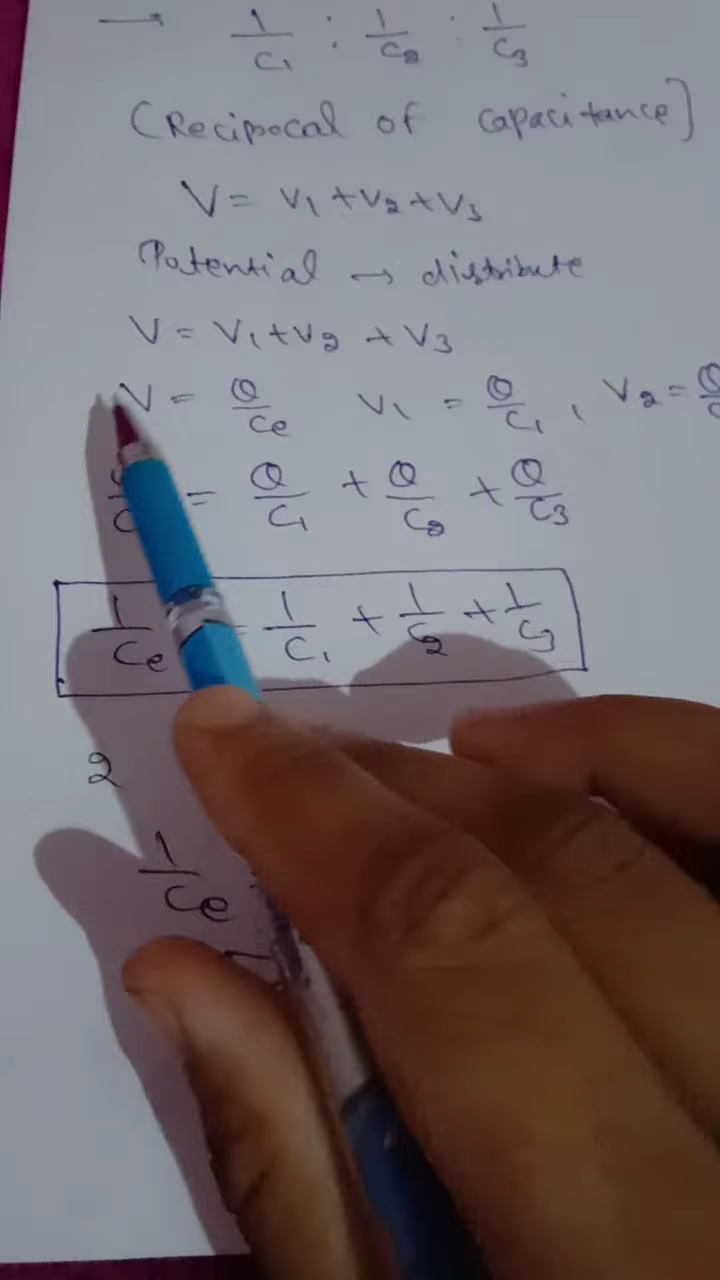 → 1/C1 : 1/C2 : 1/C3
(Reciprocal of capacitance]
V = V1 + V2 + V3
Potential → distribute
V = V1 + V2 + V3
V = Q/Ce V1 = Q/C1 , V2 = Q/C
= Q/C1 + Q/C2 + Q/C3
1/Ce = 1/C1 + 1/C2 + 1/C3
2
1/Ce